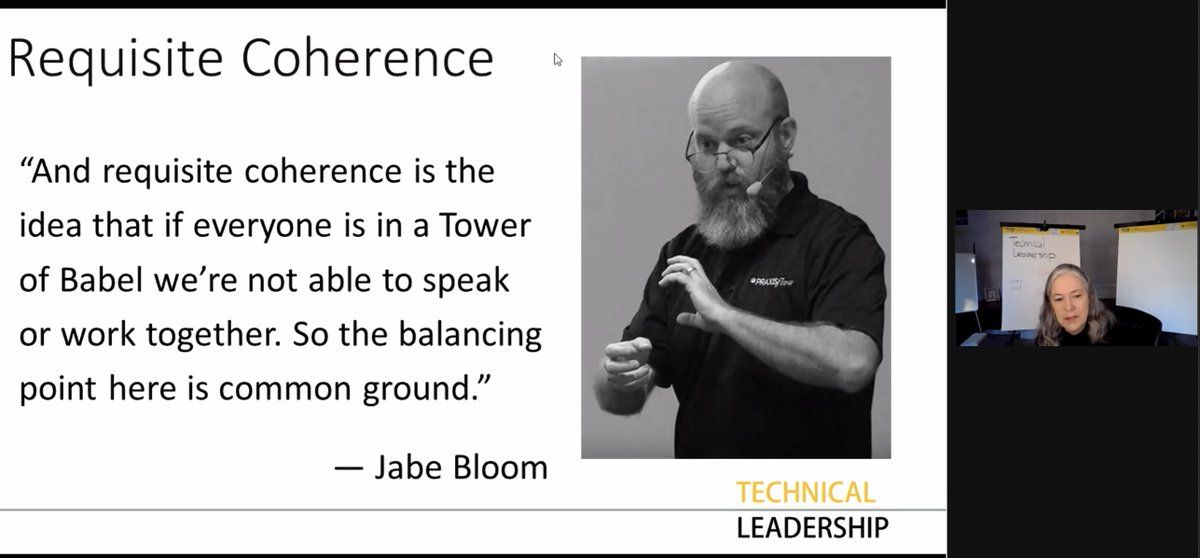 Requisite Coherence
“And requisite coherence is the
idea that if everyone is in a Tower
of Babel we’re not able to speak
or work together. So the balancing
point here is common ground.”
— Jabe Bloom
PRAXISflow
TECHNICAL
LEADERSHIP
Technical
Leadership